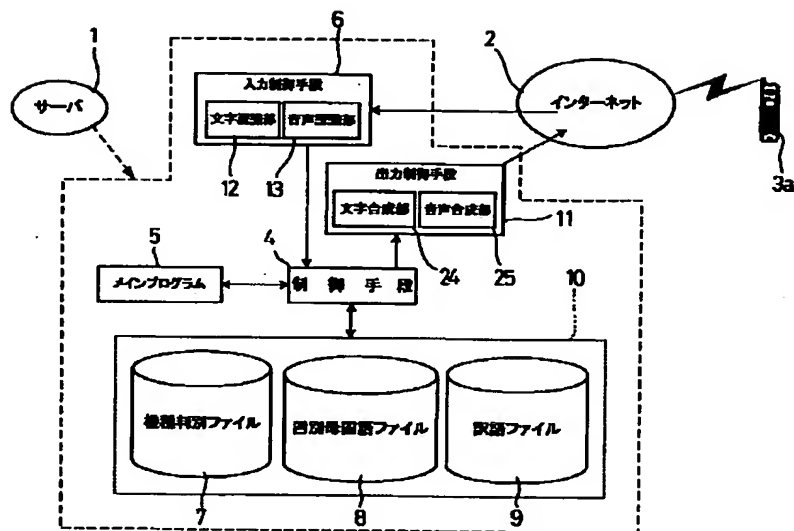 1
サーバ
6
入力制御手段
文字認識部
音声認識部
12
13
2
インターネット
3a
出力制御手段
文字合成部
音声合成部
11
24
25
5
メインプログラム
4
制 御 手 段
10
機種判別ファイル
国別母国語ファイル
訳語ファイル
7
8
9